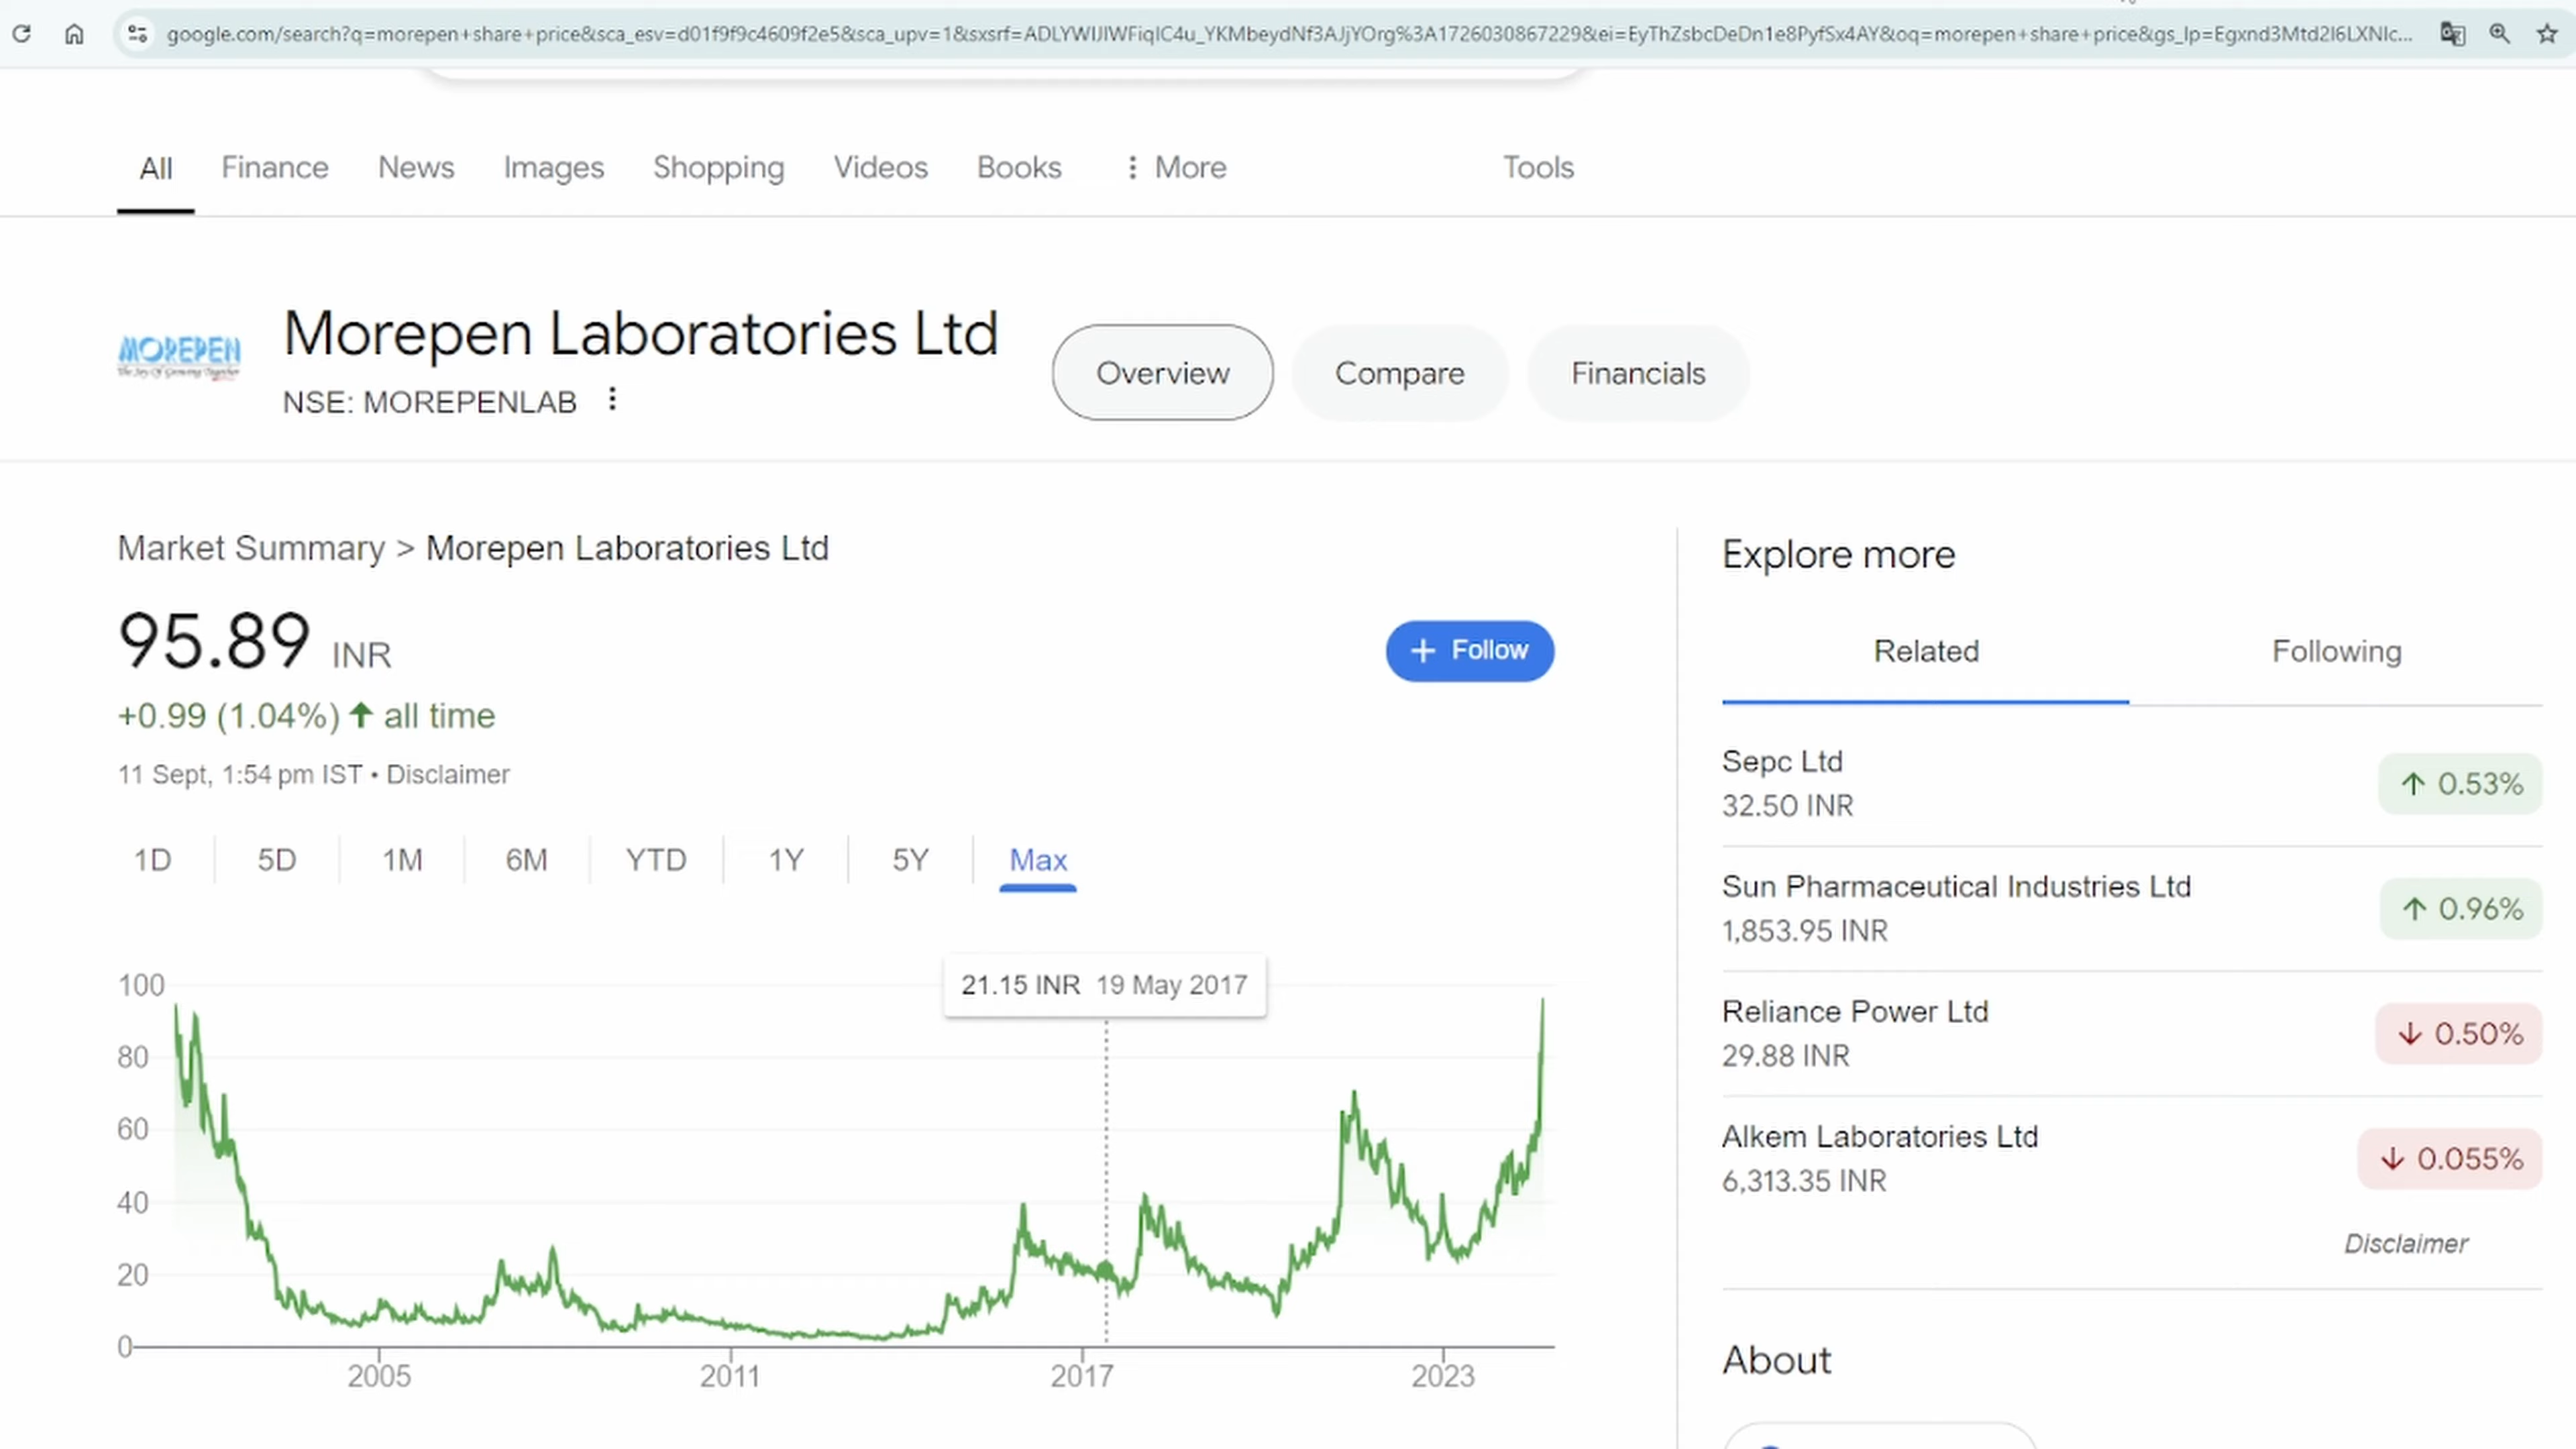 google.com/search?q=morepen+share+price&sca_esv=d01f9f9c4609f2e5&sca_upv=1&sxsrf=ADLYWIJIWFiqIC4u_YKMbeydNf3AJjYOrg%3A1726030867229&ei=EyThZsbcDeDn1e8PyfSx4AY&oq=morepen+share+price&gs_lp=Egxnd3Mtd2I6LXNlc...
All Finance News Images Shopping Videos Books More Tools
MOREPEN
The Joy Of Growing Together
Morepen Laboratories Ltd
NSE: MOREPENLAB
Overview Compare Financials
Market Summary > Morepen Laboratories Ltd
95.89 INR
+ Follow
+0.99 (1.04%) ↑ all time
11 Sept, 1:54 pm IST • Disclaimer
1D 5D 1M 6M YTD 1Y 5Y Max
21.15 INR 19 May 2017
100
80
60
40
20
0
2005 2011 2017 2023
Explore more
Related Following
Sepc Ltd
32.50 INR
↑ 0.53%
Sun Pharmaceutical Industries Ltd
1,853.95 INR
↑ 0.96%
Reliance Power Ltd
29.88 INR
↓ 0.50%
Alkem Laboratories Ltd
6,313.35 INR
↓ 0.055%
Disclaimer
About